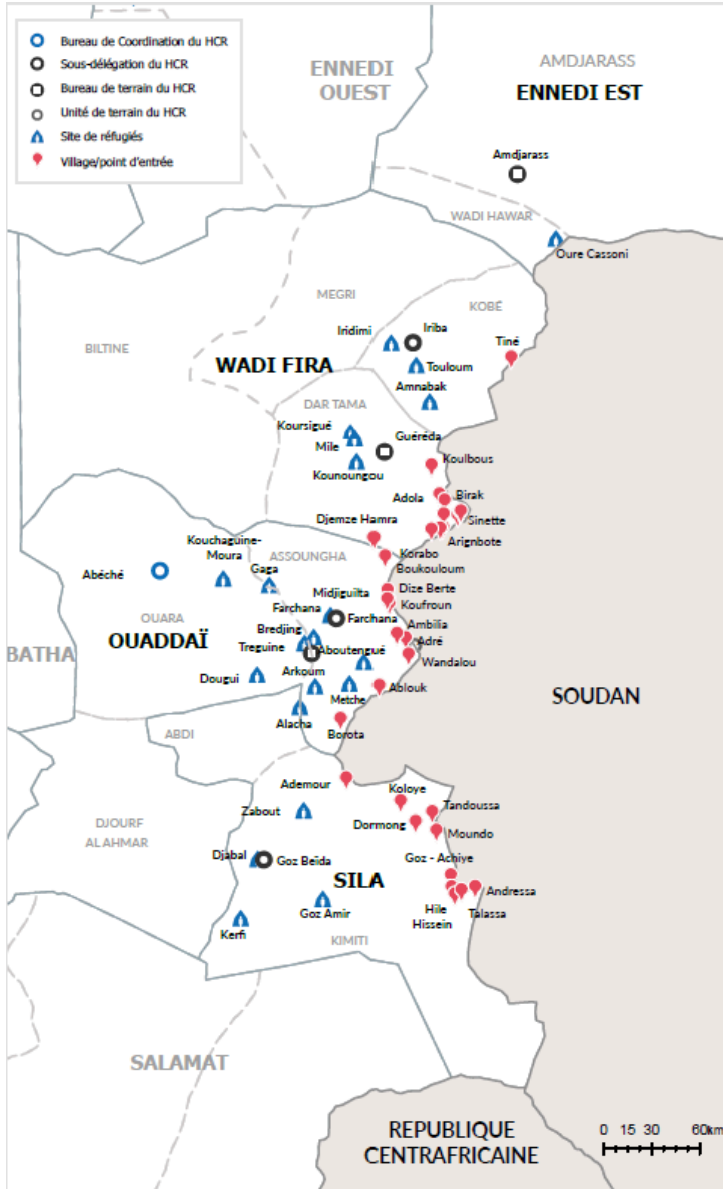 Bureau de Coordination du HCR
Sous-délégation du HCR
Bureau de terrain du HCR
Unité de terrain du HCR
Site de réfugiés
Village/point d'entrée
ENNEDI
OUEST
AMDJARASS
ENNEDI EST
Amdjarass
WADI HAWAR
Oure Cassoni
MEGRI
KOBÉ
Iridimi
Iriba
Tiné
BILTINE
WADI FIRA
Touloum
Amnabak
DAR TAMA
Koursigué
Guéréda
Mile
Koulbous
Kounoungou
Adola
Birak
Djemze Hamra
Sinette
Arignbote
Kouchaguine-
Moura
ASSOUNGHA
Korabo
Gaga
Boukouloum
Abéché
Midjiguilta
Dize Berte
Farchana
Koufroun
OUARA
Farchana
Ambilia
OUADDAÏ
Bredjing
Adré
BATHA
Treguine
Aboutengué
Wandalou
Dougui
Arkoum
Metche
Ablouk
SOUDAN
Alacha
Borota
ABDI
Ademour
Koloye
Zabout
Tandoussa
DJOURF
AL AHMAR
Dormong
Moundo
Djabal
Goz Beïda
Goz - Achiye
SILA
Andressa
Goz Amir
Hile
Hissein
Talassa
Kerfi
KIMITI
SALAMAT
REPUBLIQUE
CENTRAFRICAINE
0 15 30 60km